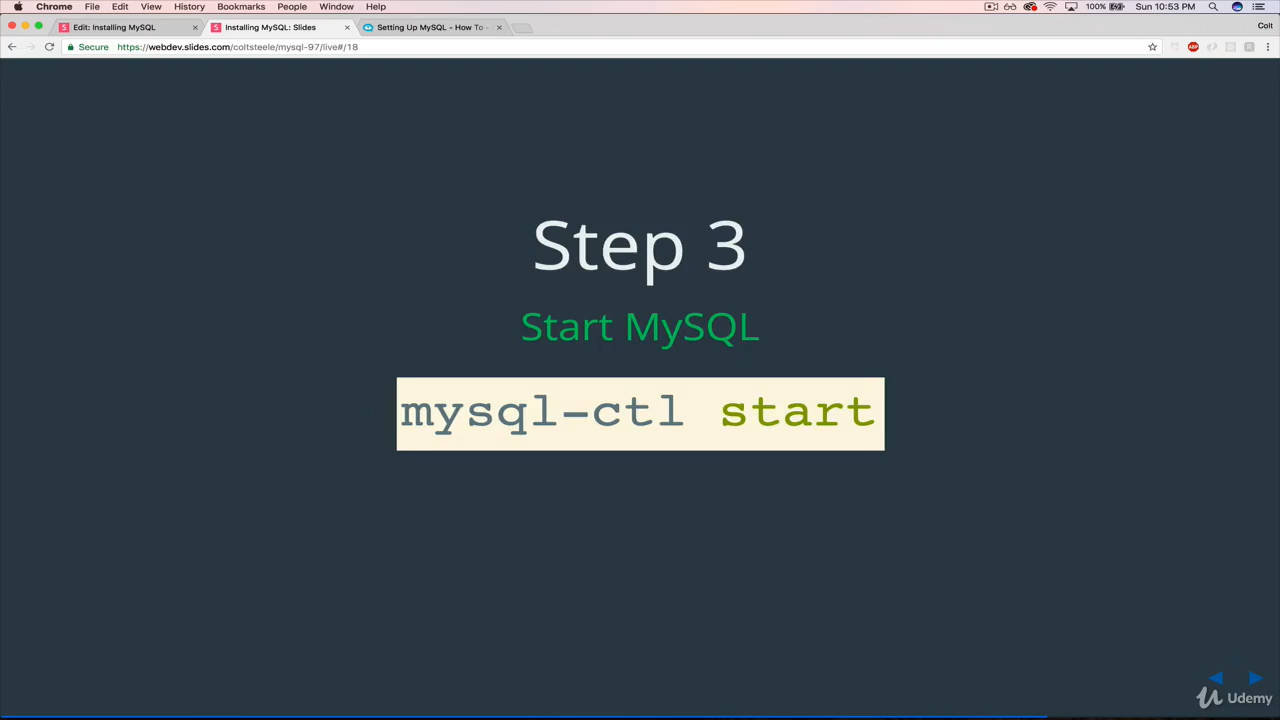 Chrome File Edit View History Bookmarks People Window Help 100% Sun 10:53 PM
Edit: Installing MySQL
Installing MySQL: Slides
Setting Up MySQL - How To -
Colt
Secure https://webdev.slides.com/coltsteele/mysql-97/live#/18
ABP
Step 3
Start MySQL
mysql-ctl start
Udemy